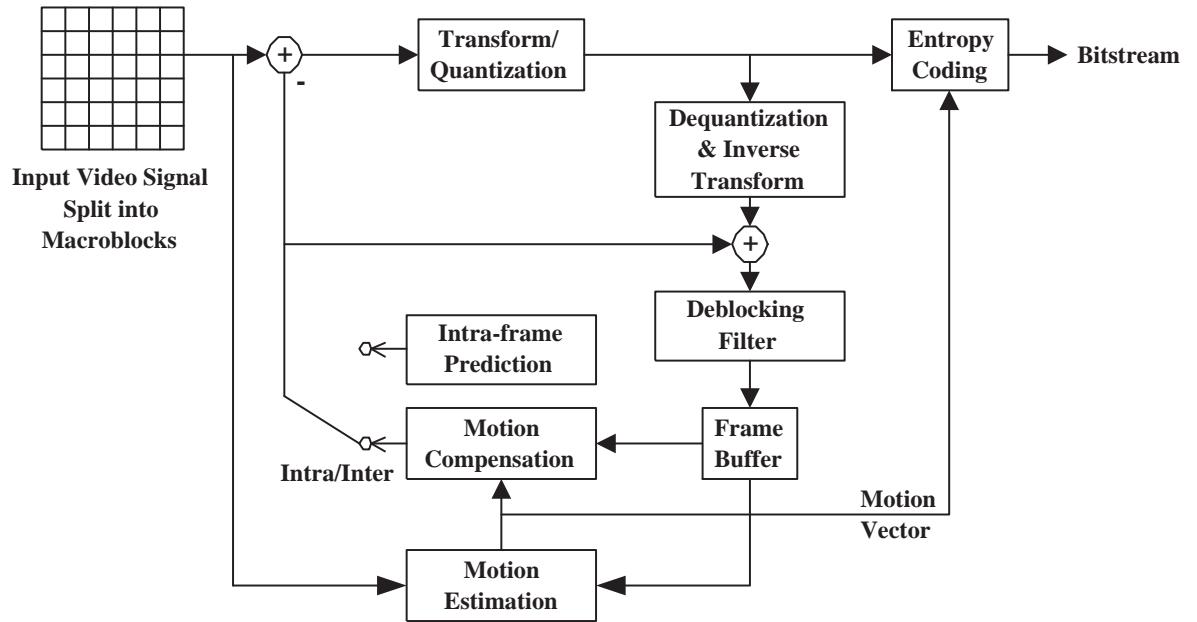 Transform/
Quantization
Entropy
Coding
Bitstream
+
-
Dequantization
& Inverse
Transform
Input Video Signal
Split into
Macroblocks
+
Deblocking
Filter
Intra-frame
Prediction
Motion
Compensation
Frame
Buffer
Intra/Inter
Motion
Vector
Motion
Estimation